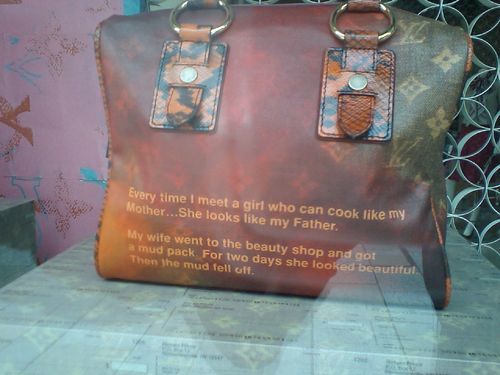 Every time I meet a girl who can cook like my
Mother...She looks like my Father.
My wife went to the beauty shop and got
a mud pack. For two days she looked beautiful.
Then the mud fell off.